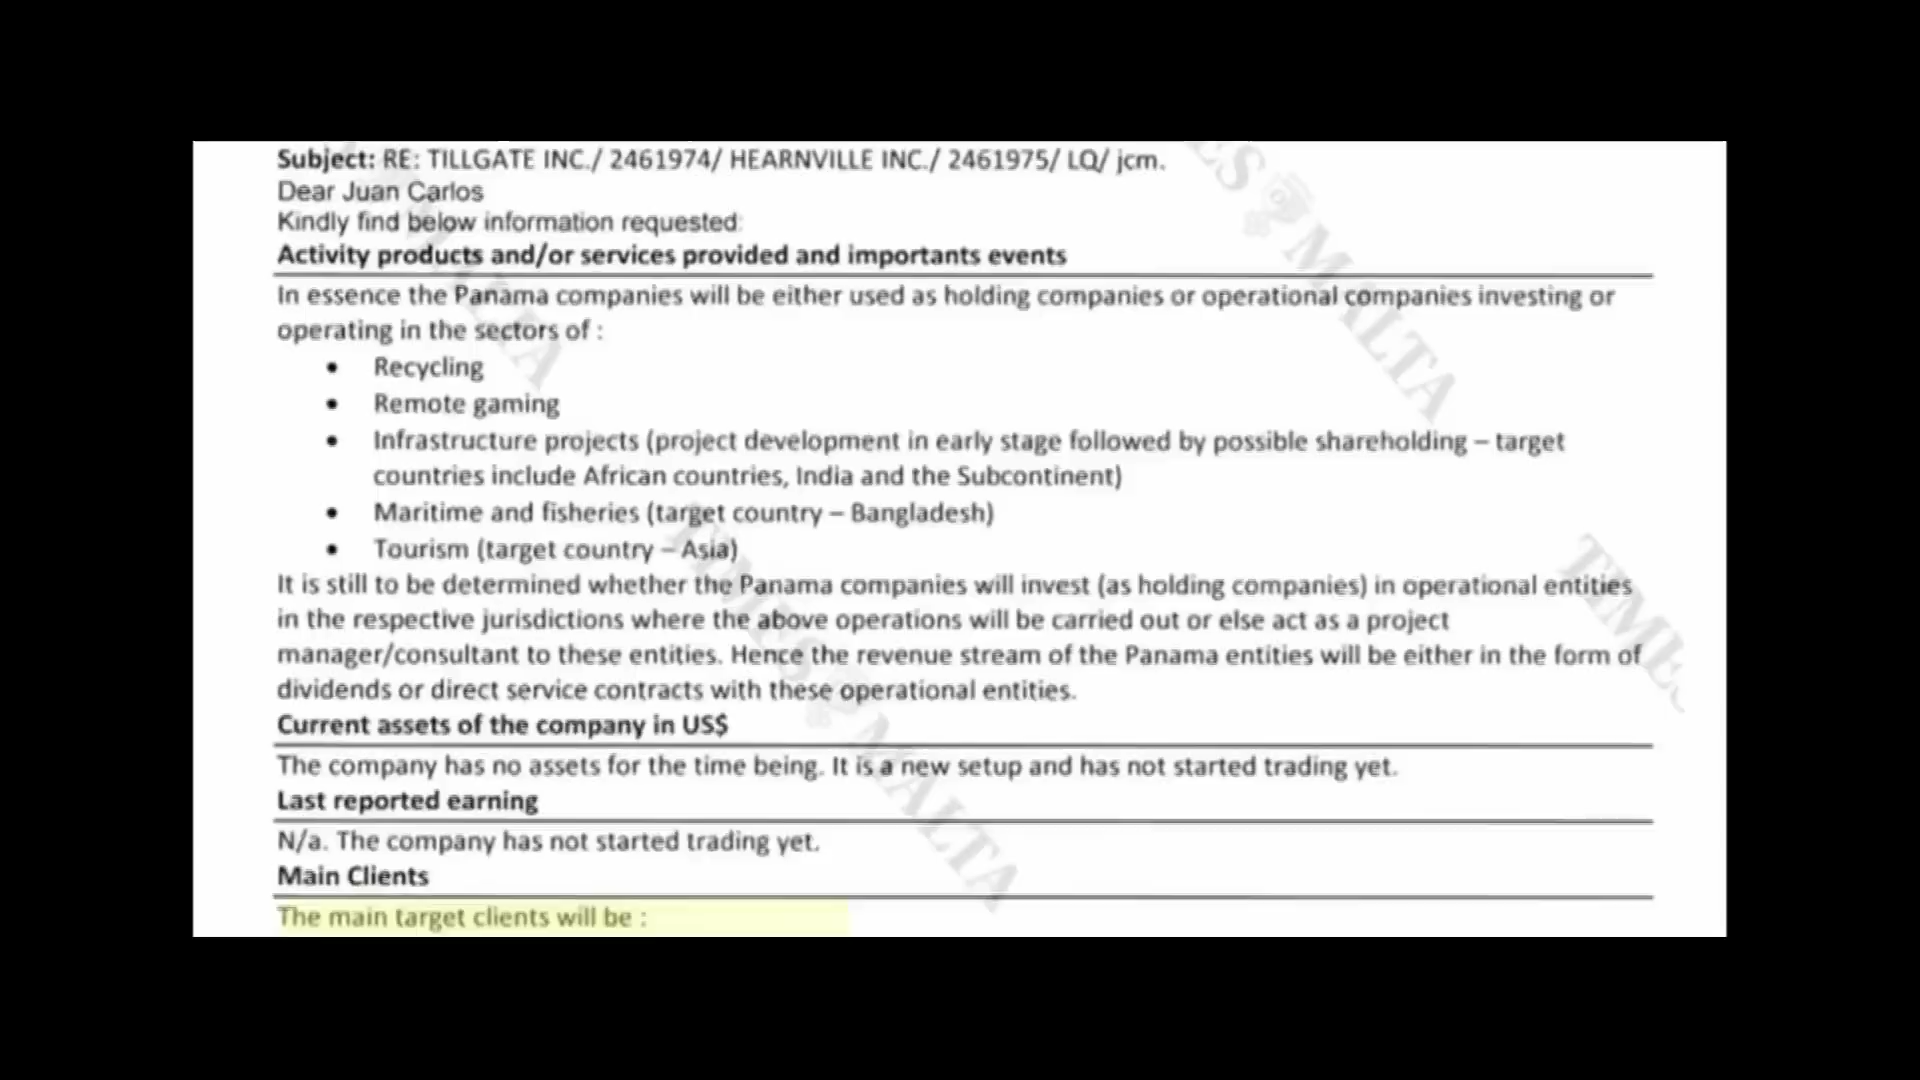 Subject: RE: TILLGATE INC./ 2461974/ HEARNVILLE INC./ 2461975/ LQ/ jcm.
Dear Juan Carlos
Kindly find below information requested:
Activity products and/or services provided and importants events
In essence the Panama companies will be either used as holding companies or operational companies investing or
operating in the sectors of :
• Recycling
• Remote gaming
• Infrastructure projects (project development in early stage followed by possible shareholding – target
countries include African countries, India and the Subcontinent)
• Maritime and fisheries (target country – Bangladesh)
• Tourism (target country – Asia)
It is still to be determined whether the Panama companies will invest (as holding companies) in operational entities
in the respective jurisdictions where the above operations will be carried out or else act as a project
manager/consultant to these entities. Hence the revenue stream of the Panama entities will be either in the form of
dividends or direct service contracts with these operational entities.
Current assets of the company in US$
The company has no assets for the time being. It is a new setup and has not started trading yet.
Last reported earning
N/a. The company has not started trading yet.
Main Clients
The main target clients will be :
TIMES MALTA